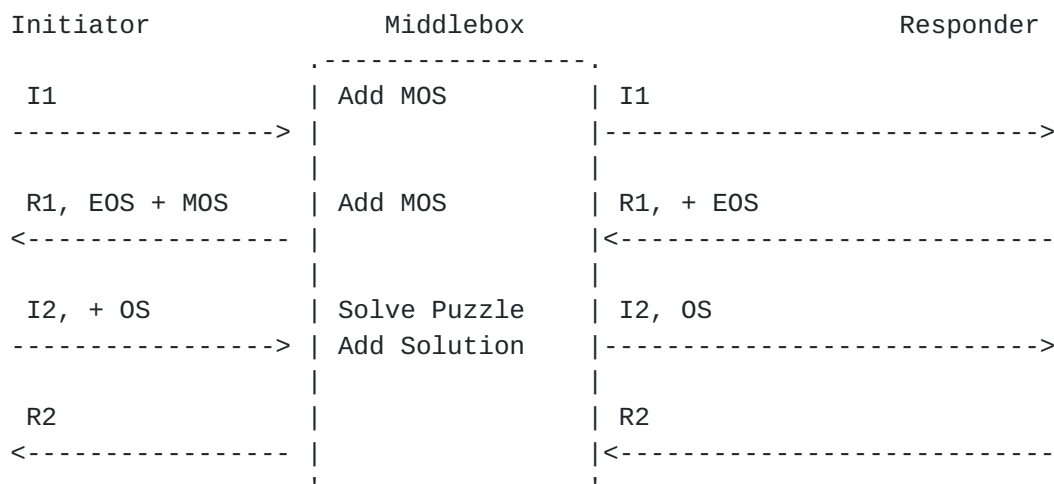 Initiator Middlebox Responder
.-----------------.
I1 | Add MOS | I1
-----------------> | |---------------------------->
| |
R1, EOS + MOS | Add MOS | R1, + EOS
<----------------- | |<----------------------------
| |
I2, + OS | Solve Puzzle | I2, OS
-----------------> | Add Solution |---------------------------->
| |
R2 | | R2
<----------------- | |<----------------------------
' '